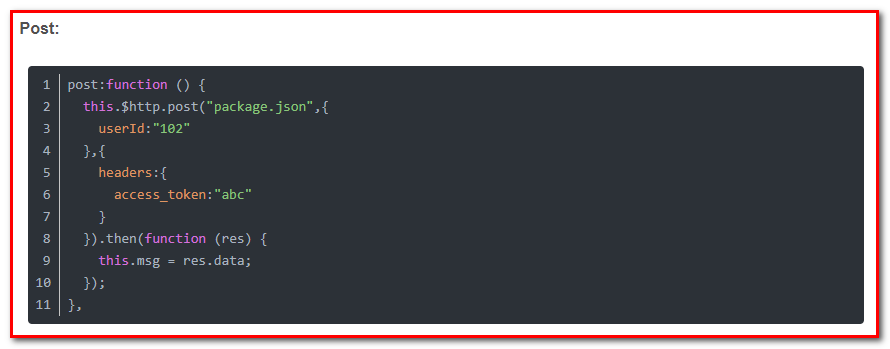 Post:
1 post:function () {
2   this.$http.post("package.json",{
3     userId:"102"
4   },{
5     headers:{
6       access_token:"abc"
7     }
8   }).then(function (res) {
9     this.msg = res.data;
10   });
11 },